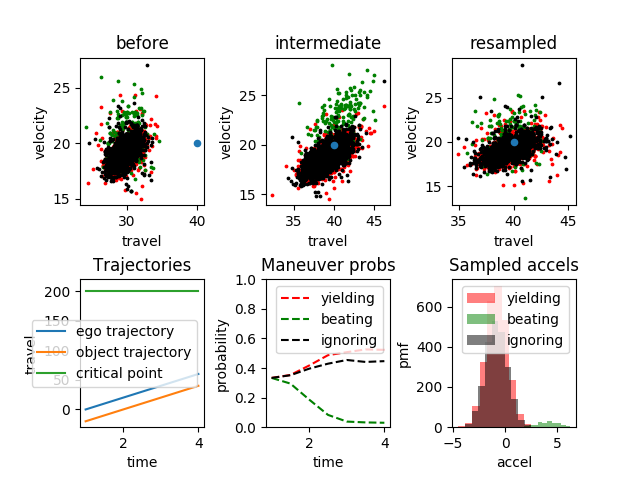 before
intermediate
resampled
25
20
15
velocity
30
40
travel
25
20
15
velocity
35
40
45
travel
25
20
15
velocity
35
40
45
travel
Trajectories
Maneuver probs
Sampled accels
200
150
100
50
0
travel
ego trajectory
object trajectory
critical point
2
4
time
1.0
0.8
0.6
0.4
0.2
0.0
probability
yielding
beating
ignoring
2
4
time
600
400
200
0
pmf
yielding
beating
ignoring
−5
0
5
accel